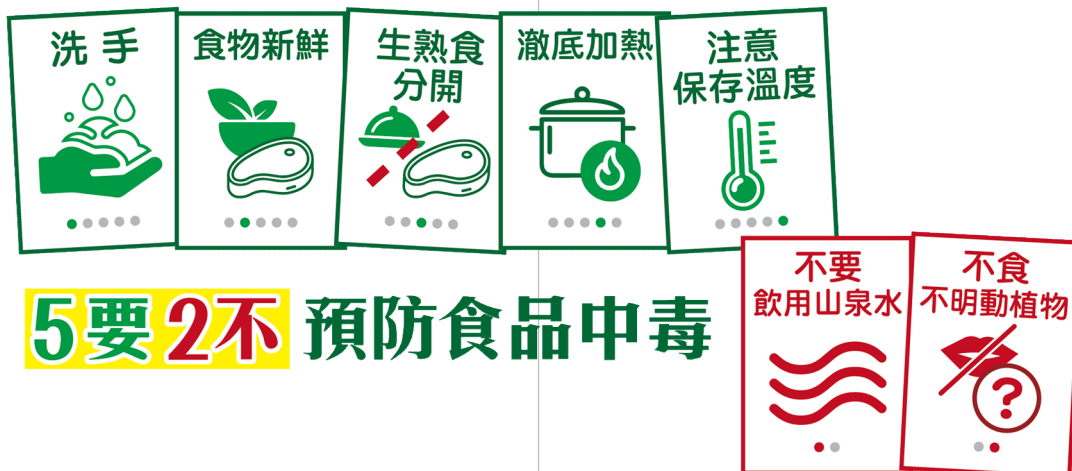 洗手
食物新鮮
生熟食
分開
澈底加熱
注意
保存溫度
5要2不 預防食品中毒
不要
飲用山泉水
不食
不明動植物
?